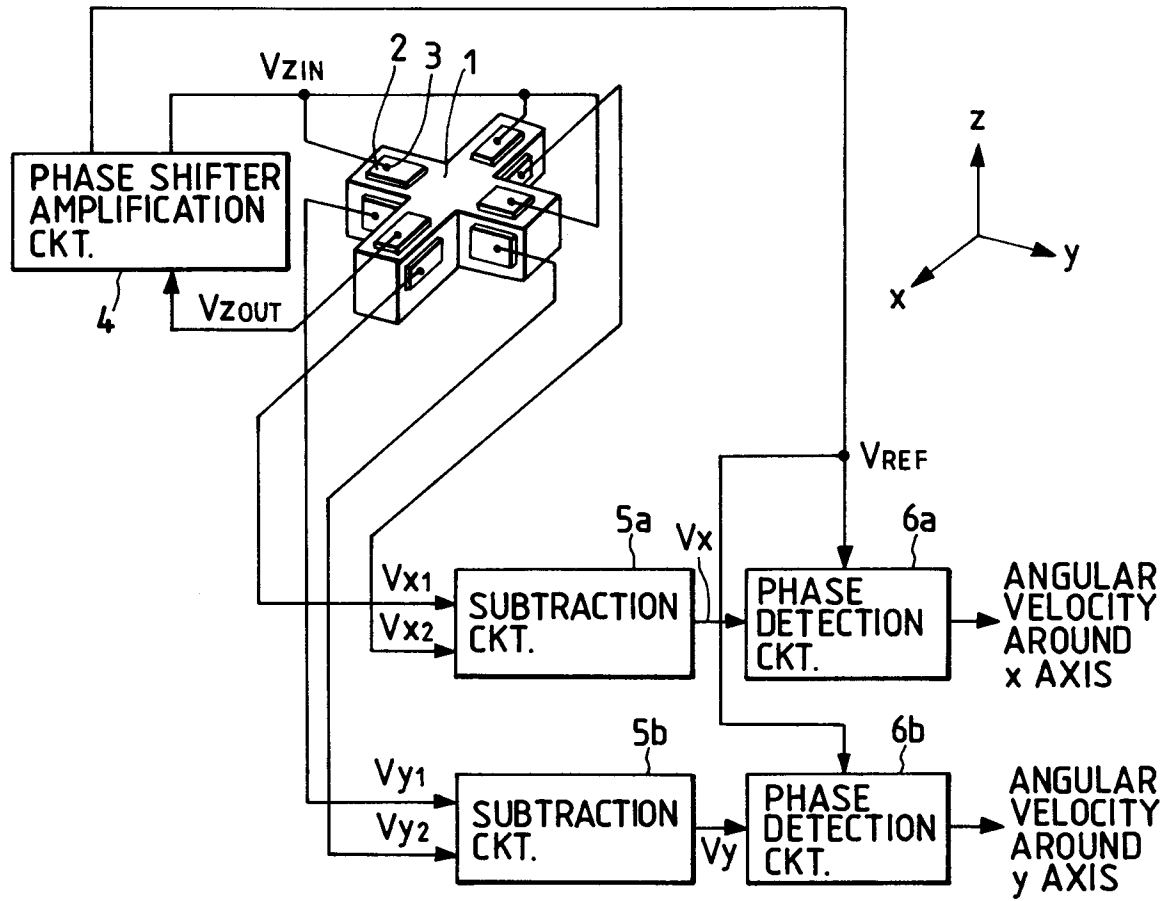 2
3
1
VZIN
PHASE SHIFTER
AMPLIFICATION
CKT.
4
VZOUT
z
y
x
VREF
5a
Vx
6a
Vx1
Vx2
SUBTRACTION
CKT.
PHASE
DETECTION
CKT.
ANGULAR
VELOCITY
AROUND
x AXIS
5b
6b
Vy1
Vy2
SUBTRACTION
CKT.
Vy
PHASE
DETECTION
CKT.
ANGULAR
VELOCITY
AROUND
y AXIS